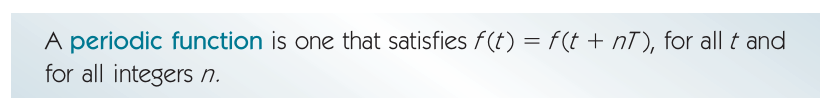 A periodic function is one that satisfies f(t) = f(t + nT), for all t and
for all integers n.